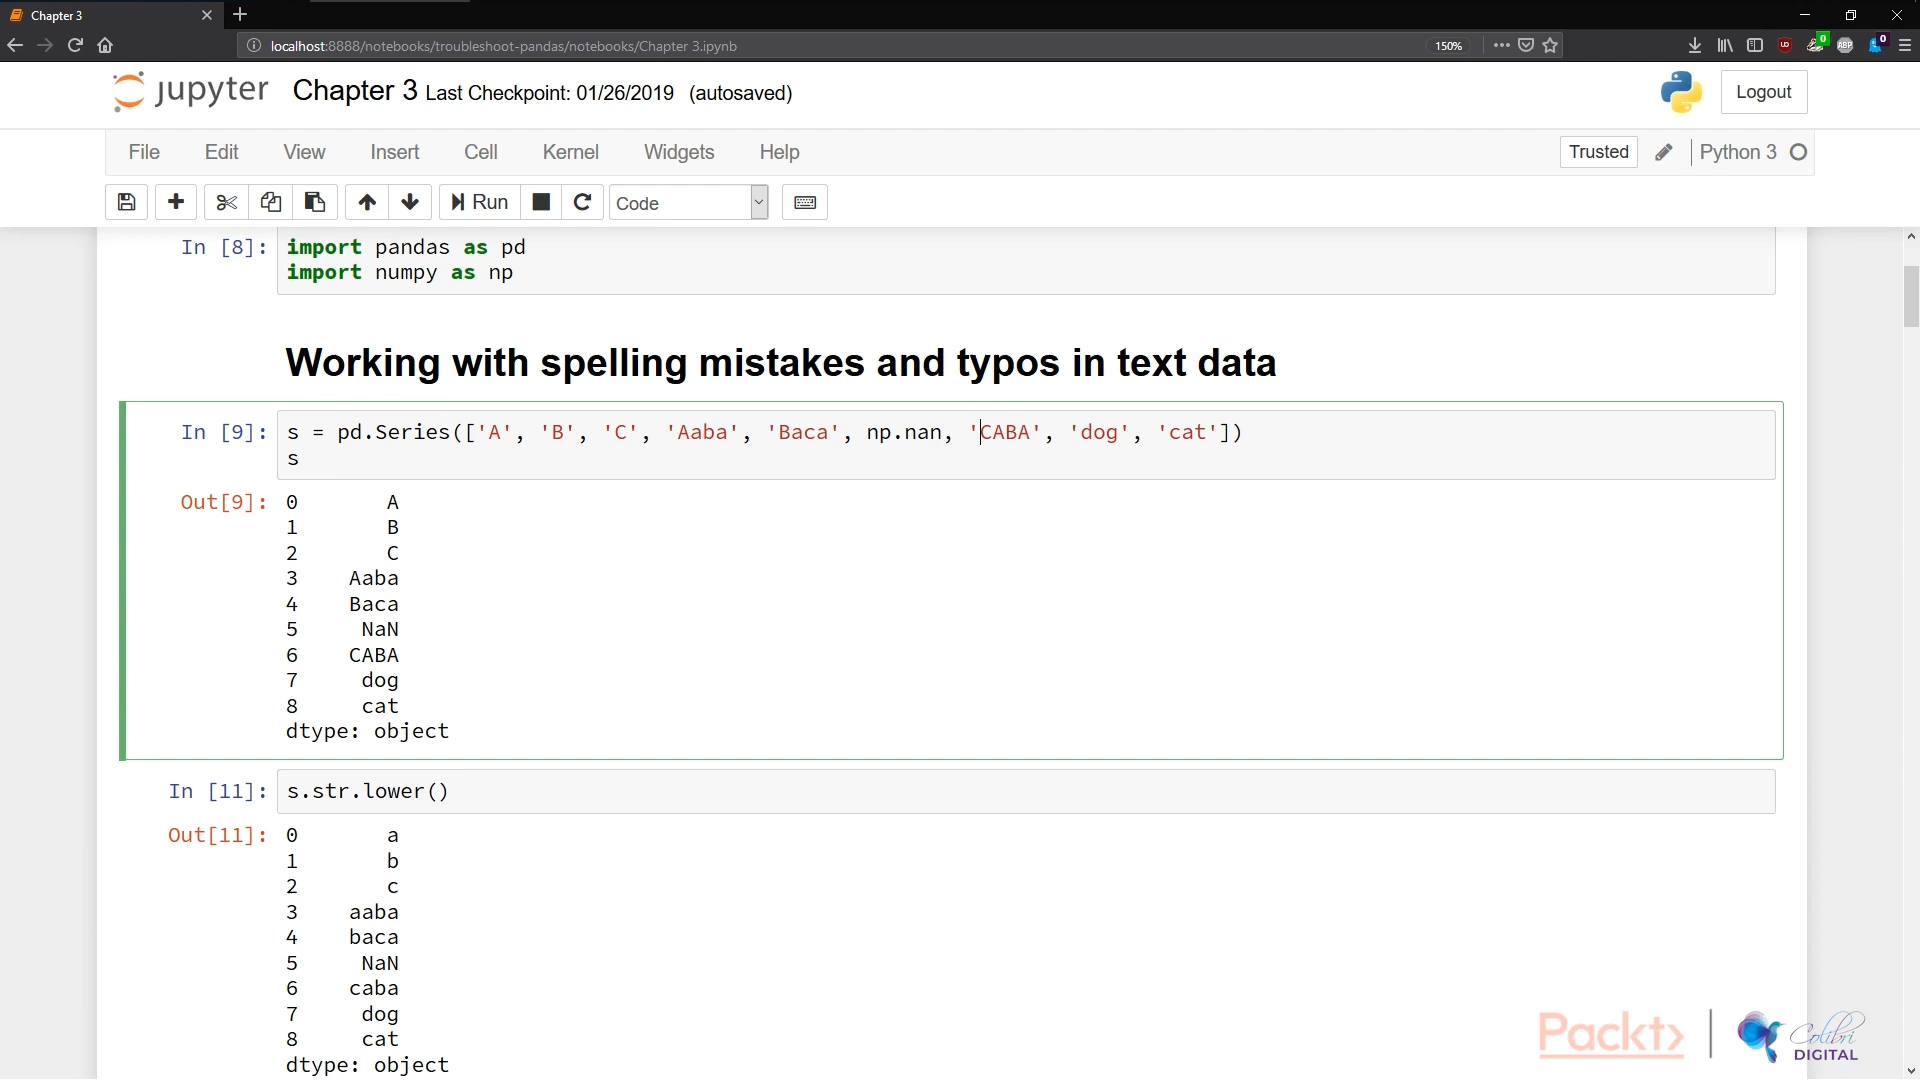 Chapter 3
localhost:8888/notebooks/troubleshoot-pandas/notebooks/Chapter 3.ipynb
150%
UD
0
ABP
0
jupyter Chapter 3 Last Checkpoint: 01/26/2019 (autosaved)
Logout
File Edit View Insert Cell Kernel Widgets Help
Trusted
Python 3
Run
Code
In [8]: import pandas as pd
import numpy as np
Working with spelling mistakes and typos in text data
In [9]: s = pd.Series(['A', 'B', 'C', 'Aaba', 'Baca', np.nan, 'CABA', 'dog', 'cat'])
s
Out[9]: 0 A
1 B
2 C
3 Aaba
4 Baca
5 NaN
6 CABA
7 dog
8 cat
dtype: object
In [11]: s.str.lower()
Out[11]: 0 a
1 b
2 c
3 aaba
4 baca
5 NaN
6 caba
7 dog
8 cat
dtype: object
Packt>
Colibri
DIGITAL